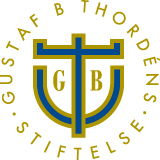 GUSTAF B THORDÉNS
· STIFTELSE ·
G B